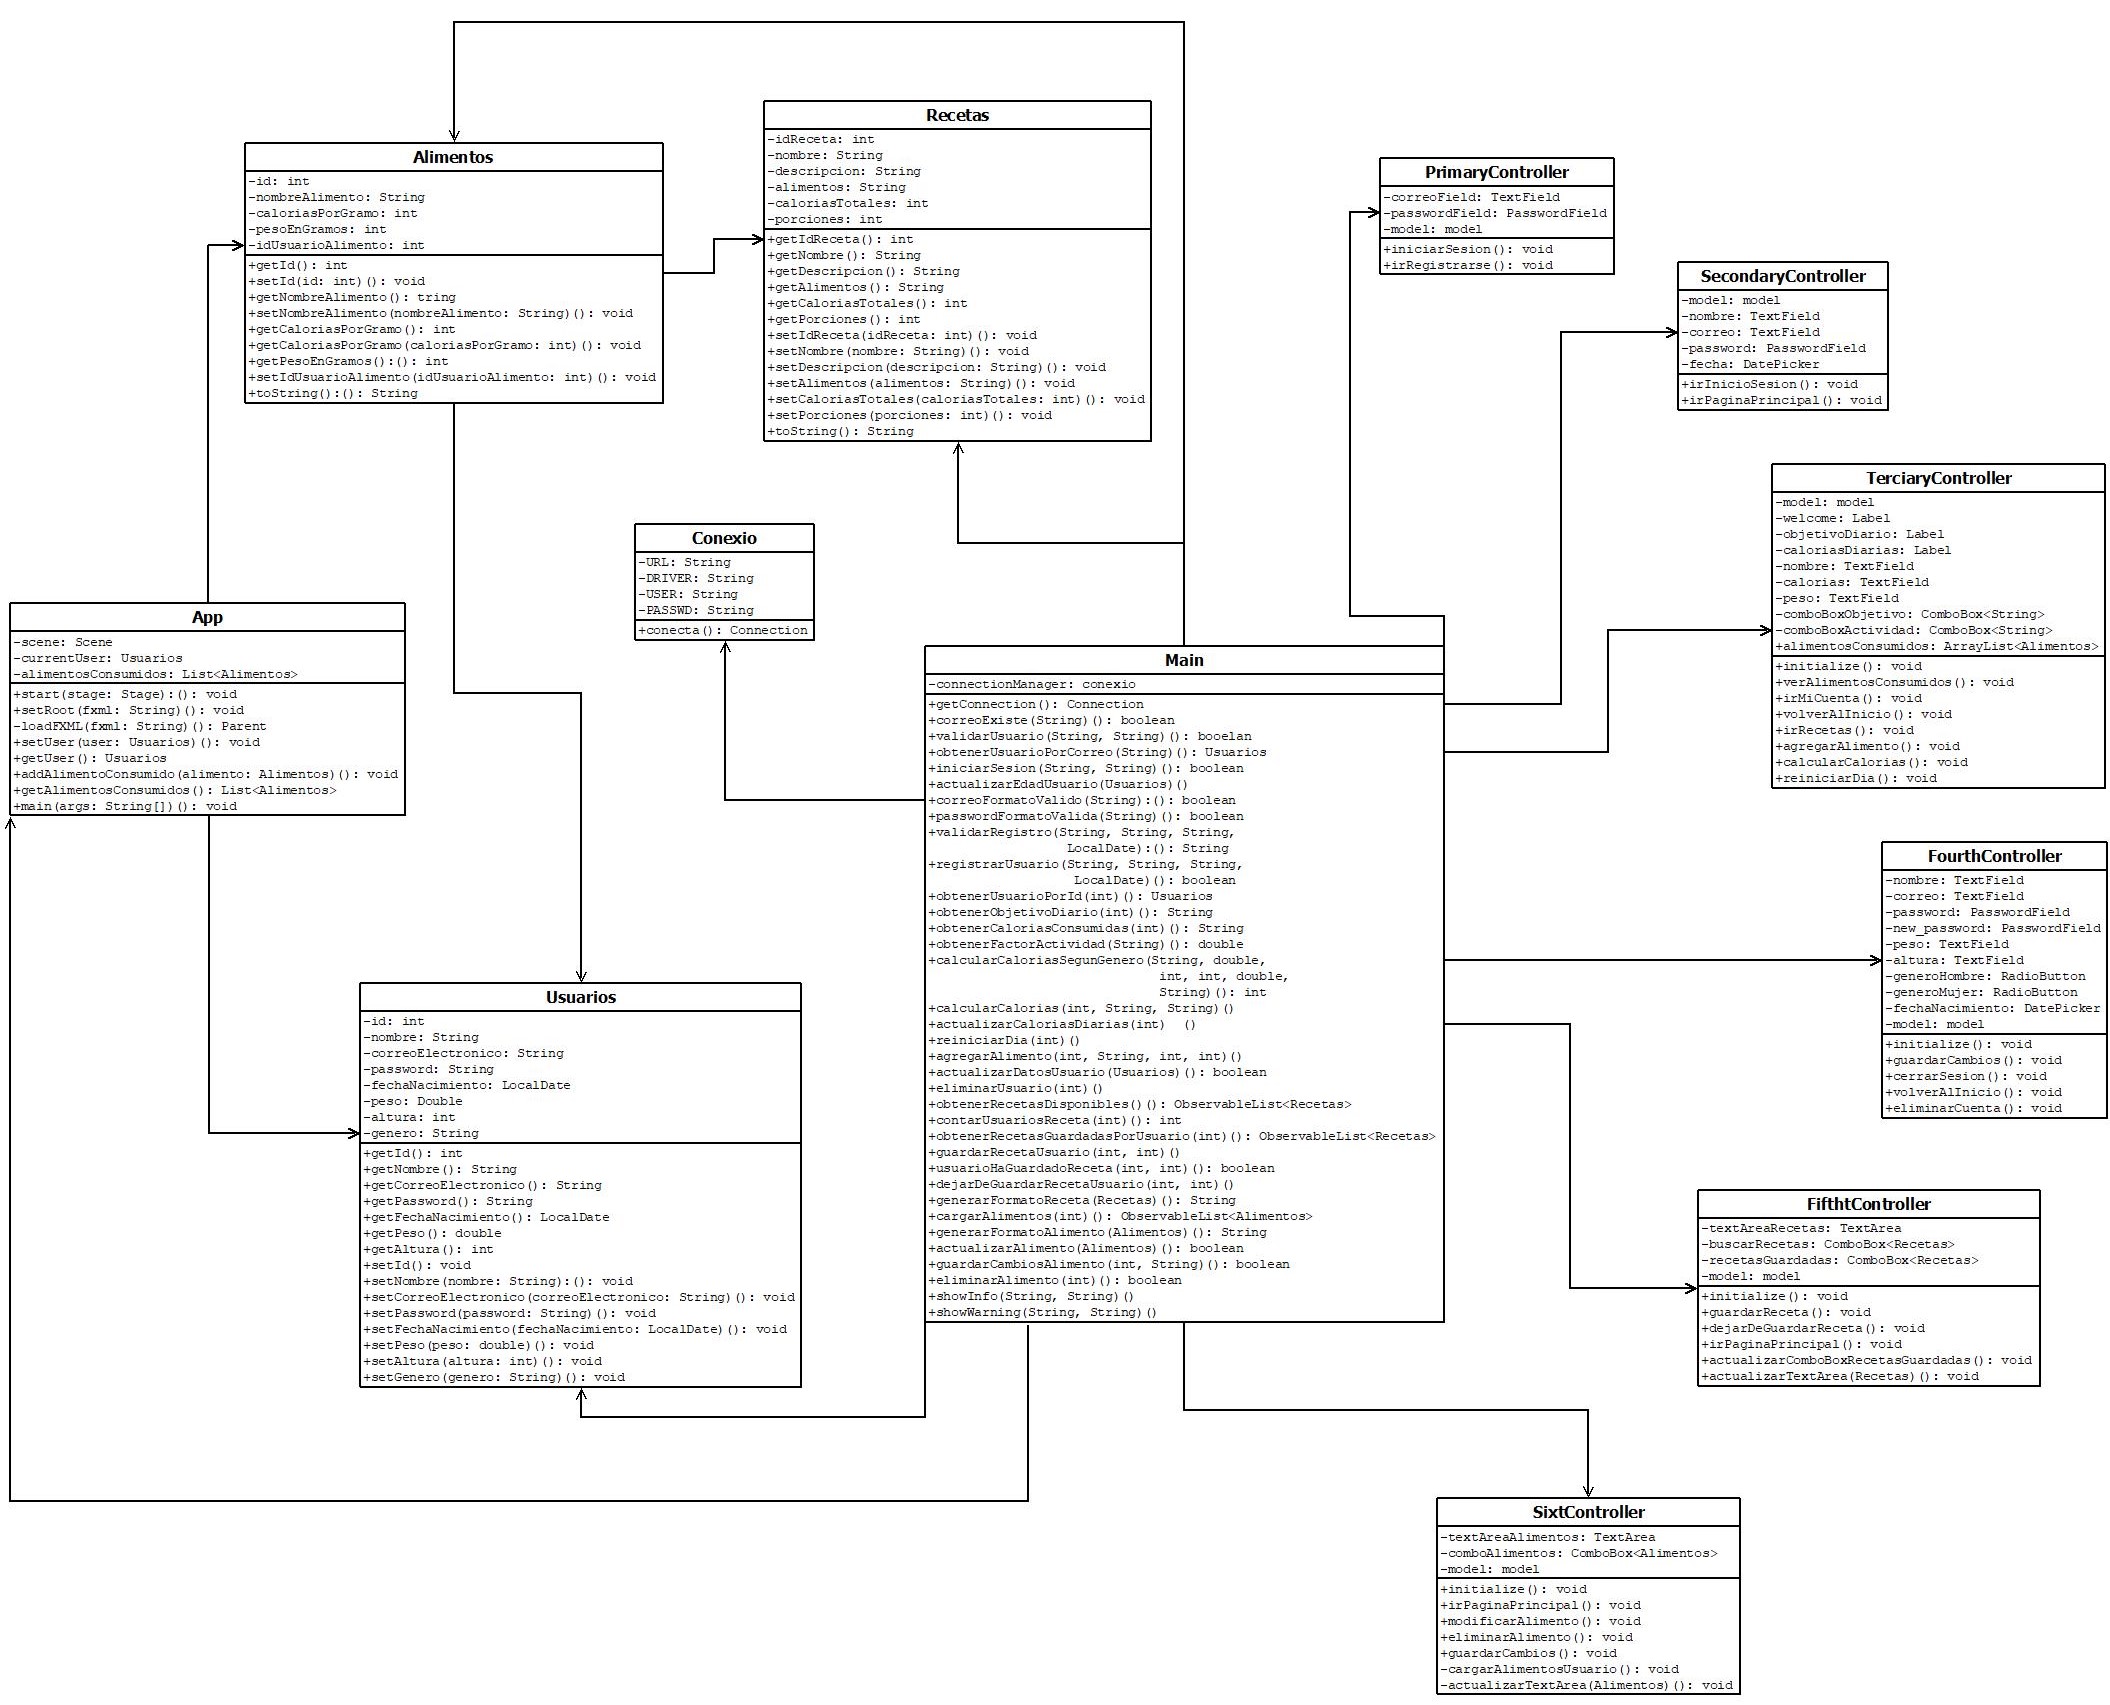 Recetas
-idReceta: int
-nombre: String
-descripcion: String
-alimentos: String
-caloriasTotales: int
-porciones: int
+getIdReceta(): int
+getNombre(): String
+getDescripcion(): String
+getAlimentos(): String
+getCaloriasTotales(): int
+getPorciones(): int
+setIdReceta(idReceta: int)(): void
+setNombre(nombre: String)(): void
+setDescripcion(descripcion: String)(): void
+setAlimentos(alimentos: String)(): void
+setCaloriasTotales(caloriasTotales: int)(): void
+setPorciones(porciones: int)(): void
+toString(): String
Alimentos
-id: int
-nombreAlimento: String
-caloriasPorGramo: int
-pesoEnGramos: int
-idUsuarioAlimento: int
+getId(): int
+setId(id: int)(): void
+getNombreAlimento(): tring
+setNombreAlimento(nombreAlimento: String)(): void
+getCaloriasPorGramo(): int
+getCaloriasPorGramo(caloriasPorGramo: int)(): void
+getPesoEnGramos():(): int
+setIdUsuarioAlimento(idUsuarioAlimento: int)(): void
+toString():(): String
PrimaryController
-correoField: TextField
-passwordField: PasswordField
-model: model
+iniciarSesion(): void
+irRegistrarse(): void
SecondaryController
-model: model
-nombre: TextField
-correo: TextField
-password: PasswordField
-fecha: DatePicker
+irInicioSesion(): void
+irPaginaPrincipal(): void
TerciaryController
-model: model
-welcome: Label
-objetivoDiario: Label
-caloriasDiarias: Label
-nombre: TextField
-calorias: TextField
-peso: TextField
-comboBoxObjetivo: ComboBox<String>
-comboBoxActividad: ComboBox<String>
+alimentosConsumidos: ArrayList<Alimentos>
+initialize(): void
+verAlimentosConsumidos(): void
+irMiCuenta(): void
+volverAlInicio(): void
+irRecetas(): void
+agregarAlimento(): void
+calcularCalorias(): void
+reiniciarDia(): void
Conexio
-URL: String
-DRIVER: String
-USER: String
-PASSWD: String
+conecta(): Connection
App
-scene: Scene
-currentUser: Usuarios
-alimentosConsumidos: List<Alimentos>
+start(stage: Stage):(): void
+setRoot(fxml: String)(): void
-loadFXML(fxml: String)(): Parent
+setUser(user: Usuarios)(): void
+getUser(): Usuarios
+addAlimentoConsumido(alimento: Alimentos)(): void
+getAlimentosConsumidos(): List<Alimentos>
+main(args: String[])(): void
Main
-connectionManager: conexio
+getConnection(): Connection
+correoExiste(String)(): boolean
+validarUsuario(String, String)(): booelan
+obtenerUsuarioPorCorreo(String)(): Usuarios
+iniciarSesion(String, String)(): boolean
+actualizarEdadUsuario(Usuarios)()
+correoFormatoValido(String):(): boolean
+passwordFormatoValida(String)(): boolean
+validarRegistro(String, String, String,
LocalDate):(): String
+registrarUsuario(String, String, String,
LocalDate)(): boolean
+obtenerUsuarioPorId(int)(): Usuarios
+obtenerObjetivoDiario(int)(): String
+obtenerCaloriasConsumidas(int)(): String
+obtenerFactorActividad(String)(): double
+calcularCaloriasSegunGenero(String, double,
int, int, double,
String)(): int
+calcularCalorias(int, String, String)()
+actualizarCaloriasDiarias(int)  ()
+reiniciarDia(int)()
+agregarAlimento(int, String, int, int)()
+actualizarDatosUsuario(Usuarios)(): boolean
+eliminarUsuario(int)()
+obtenerRecetasDisponibles()(): ObservableList<Recetas>
+contarUsuariosReceta(int)(): int
+obtenerRecetasGuardadasPorUsuario(int)(): ObservableList<Recetas>
+guardarRecetaUsuario(int, int)()
+usuarioHaGuardadoReceta(int, int)(): boolean
+dejarDeGuardarRecetaUsuario(int, int)()
+generarFormatoReceta(Recetas)(): String
+cargarAlimentos(int)(): ObservableList<Alimentos>
+generarFormatoAlimento(Alimentos)(): String
+actualizarAlimento(Alimentos)(): boolean
+guardarCambiosAlimento(int, String)(): boolean
+eliminarAlimento(int)(): boolean
+showInfo(String, String)()
+showWarning(String, String)()
FourthController
-nombre: TextField
-correo: TextField
-password: PasswordField
-new_password: PasswordField
-peso: TextField
-altura: TextField
-generoHombre: RadioButton
-generoMujer: RadioButton
-fechaNacimiento: DatePicker
-model: model
+initialize(): void
+guardarCambios(): void
+cerrarSesion(): void
+volverAlInicio(): void
+eliminarCuenta(): void
Usuarios
-id: int
-nombre: String
-correoElectronico: String
-password: String
-fechaNacimiento: LocalDate
-peso: Double
-altura: int
-genero: String
+getId(): int
+getNombre(): String
+getCorreoElectronico(): String
+getPassword(): String
+getFechaNacimiento(): LocalDate
+getPeso(): double
+getAltura(): int
+setId(): void
+setNombre(nombre: String):(): void
+setCorreoElectronico(correoElectronico: String)(): void
+setPassword(password: String)(): void
+setFechaNacimiento(fechaNacimiento: LocalDate)(): void
+setPeso(peso: double)(): void
+setAltura(altura: int)(): void
+setGenero(genero: String)(): void
FifthtController
-textAreaRecetas: TextArea
-buscarRecetas: ComboBox<Recetas>
-recetasGuardadas: ComboBox<Recetas>
-model: model
+initialize(): void
+guardarReceta(): void
+dejarDeGuardarReceta(): void
+irPaginaPrincipal(): void
+actualizarComboBoxRecetasGuardadas(): void
+actualizarTextArea(Recetas)(): void
SixtController
-textAreaAlimentos: TextArea
-comboAlimentos: ComboBox<Alimentos>
-model: model
+initialize(): void
+irPaginaPrincipal(): void
+modificarAlimento(): void
+eliminarAlimento(): void
+guardarCambios(): void
-cargarAlimentosUsuario(): void
-actualizarTextArea(Alimentos)(): void